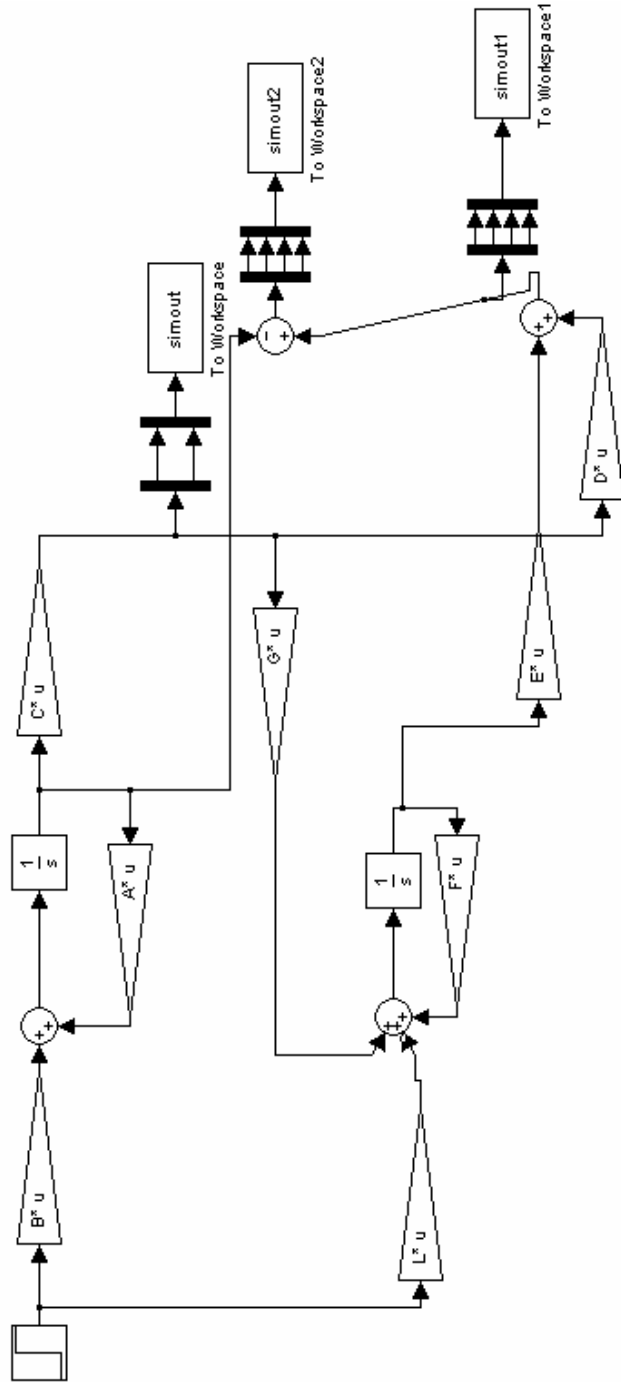 B* u
A* u
1
s
C* u
simout
To Workspace
simout2
To Workspace2
G* u
L* u
1
s
F* u
E* u
D* u
simout1
To Workspace1